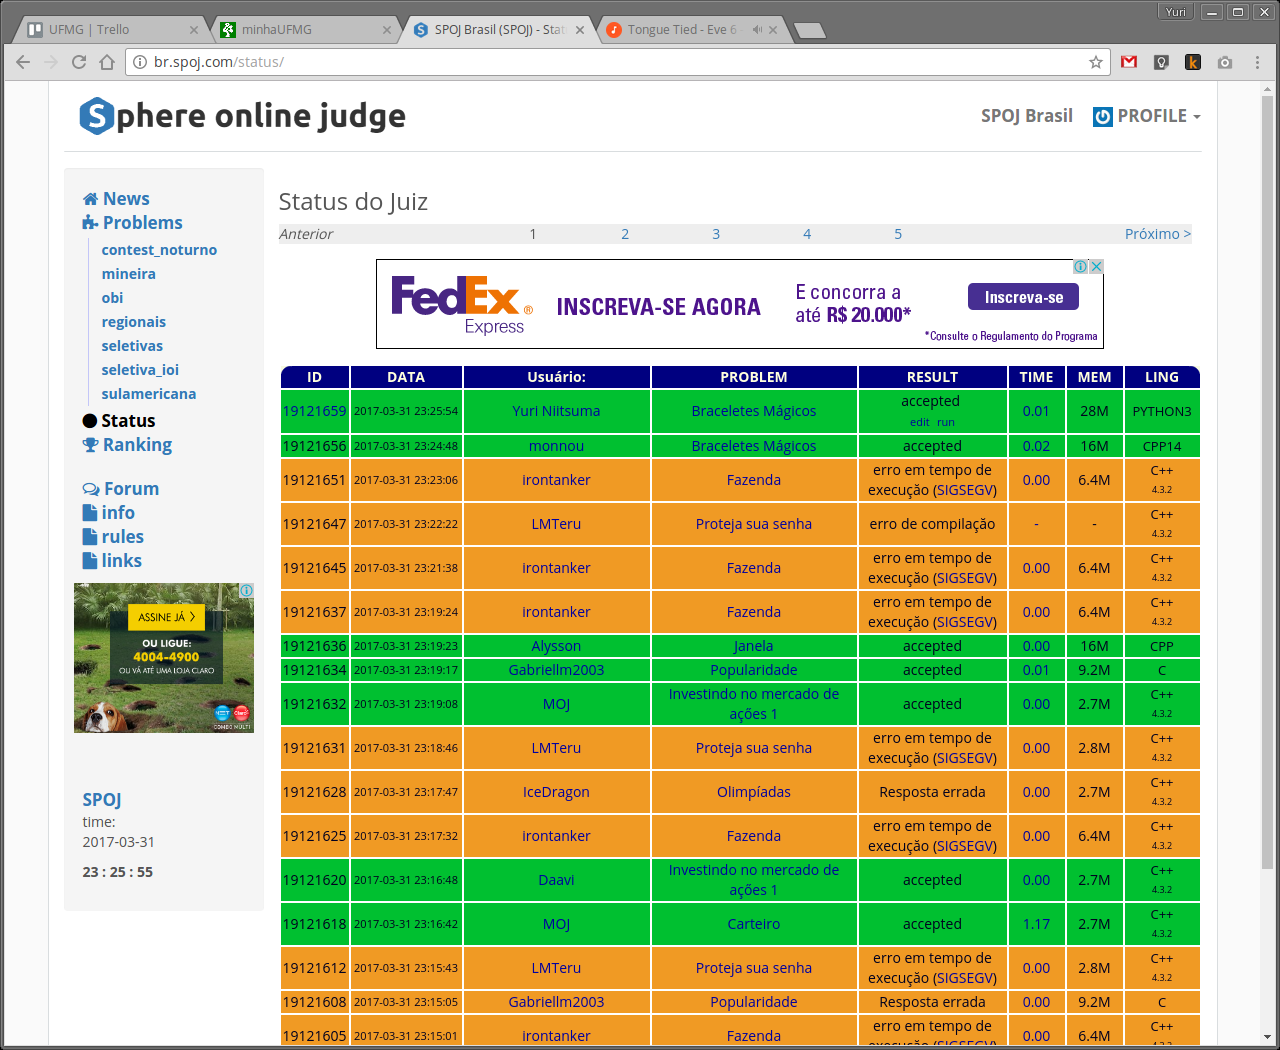 Yuri
UFMG | Trello
minhaUFMG
SPOJ Brasil (SPOJ) - Stat
Tongue Tied - Eve 6 -
br.spoj.com/status/
Sphere online judge
SPOJ Brasil
PROFILE
News
Problems
contest_noturno
mineira
obi
regionais
seletivas
seletiva_ioi
sulamericana
Status
Ranking
Forum
info
rules
links
ASSINE JÁ >
OU LIGUE:
4004-4900
OU VÁ ATÉ UMA LOJA CLARO
NET Claro
COMBO MULTI
SPOJ
time:
2017-03-31
23 : 25 : 55
Status do Juiz
Anterior 1 2 3 4 5 Próximo >
FedEx®
Express
INSCREVA-SE AGORA
E concorra a
até R$ 20.000*
Inscreva-se
*Consulte o Regulamento do Programa
ID DATA Usuário: PROBLEM RESULT TIME MEM LING
19121659 2017-03-31 23:25:54 Yuri Niitsuma Braceletes Mágicos accepted 0.01 28M PYTHON3
edit run
19121656 2017-03-31 23:24:48 monnou Braceletes Mágicos accepted 0.02 16M CPP14
19121651 2017-03-31 23:23:06 irontanker Fazenda erro em tempo de execução (SIGSEGV) 0.00 6.4M C++
4.3.2
19121647 2017-03-31 23:22:22 LMTeru Proteja sua senha erro de compilação - - C++
4.3.2
19121645 2017-03-31 23:21:38 irontanker Fazenda erro em tempo de execução (SIGSEGV) 0.00 6.4M C++
4.3.2
19121637 2017-03-31 23:19:24 irontanker Fazenda erro em tempo de execução (SIGSEGV) 0.00 6.4M C++
4.3.2
19121636 2017-03-31 23:19:23 Alysson Janela accepted 0.00 16M CPP
19121634 2017-03-31 23:19:17 Gabriellm2003 Popularidade accepted 0.01 9.2M C
19121632 2017-03-31 23:19:08 MOJ Investindo no mercado de ações 1 accepted 0.00 2.7M C++
4.3.2
19121631 2017-03-31 23:18:46 LMTeru Proteja sua senha erro em tempo de execução (SIGSEGV) 0.00 2.8M C++
4.3.2
19121628 2017-03-31 23:17:47 IceDragon Olimpíadas Resposta errada 0.00 2.7M C++
4.3.2
19121625 2017-03-31 23:17:32 irontanker Fazenda erro em tempo de execução (SIGSEGV) 0.00 6.4M C++
4.3.2
19121620 2017-03-31 23:16:48 Daavi Investindo no mercado de ações 1 accepted 0.00 2.7M C++
4.3.2
19121618 2017-03-31 23:16:42 MOJ Carteiro accepted 1.17 2.7M C++
4.3.2
19121612 2017-03-31 23:15:43 LMTeru Proteja sua senha erro em tempo de execução (SIGSEGV) 0.00 2.8M C++
4.3.2
19121608 2017-03-31 23:15:05 Gabriellm2003 Popularidade Resposta errada 0.00 9.2M C
19121605 2017-03-31 23:15:01 irontanker Fazenda erro em tempo de execução (SIGSEGV) 0.00 6.4M C++
4.3.2